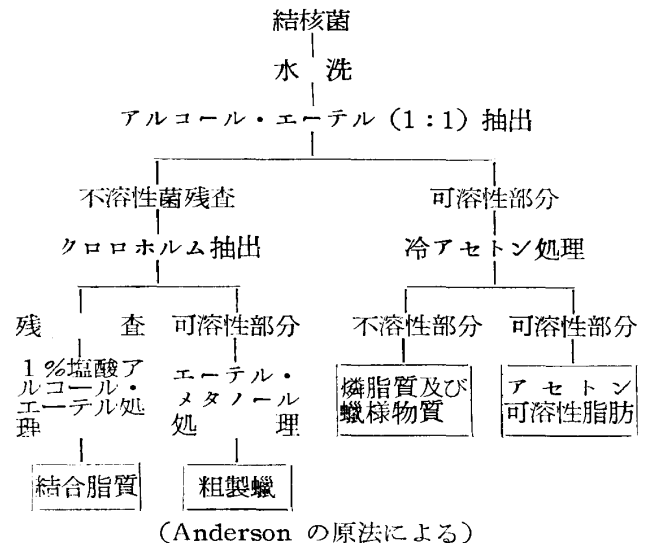 結核菌
水洗
アルコール・エーテル (1:1) 抽出
不溶性菌残査
可溶性部分
クロロホルム抽出
冷アセトン処理
残査
可溶性部分
不溶性部分
可溶性部分
1%塩酸ア
ルコール・
エーテル処
理
エーテル・
メタノール
処理
燐脂質及び
蠟様物質
アセトン
可溶性脂肪
結合脂質
粗製蠟
(Anderson の原法による)